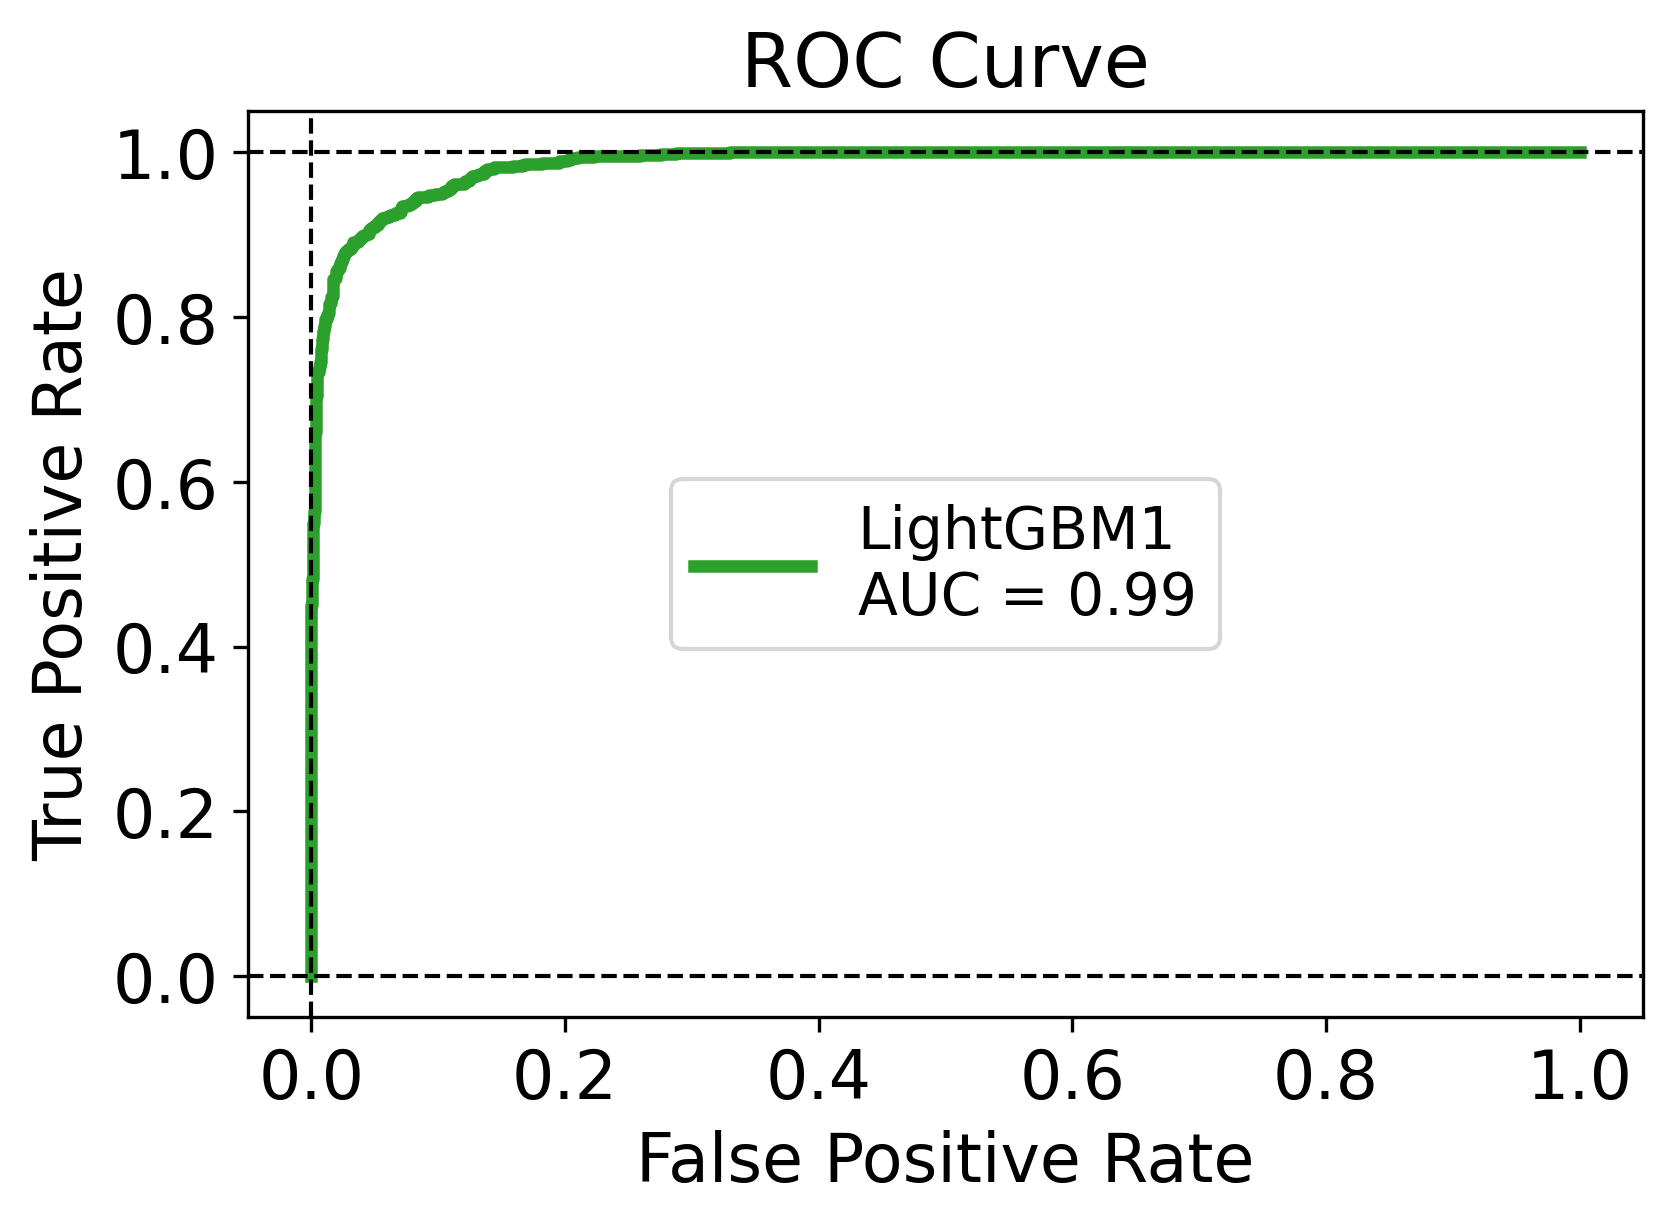 ROC Curve
True Positive Rate
1.0
0.8
0.6
0.4
0.2
0.0
LightGBM1
AUC = 0.99
0.0 0.2 0.4 0.6 0.8 1.0
False Positive Rate